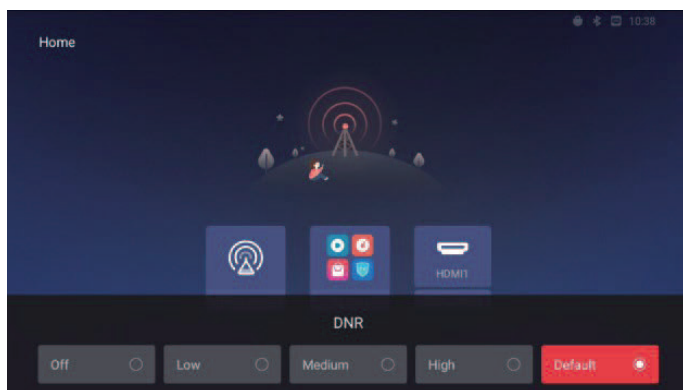 10:38
Home
HDMI1
DNR
Off Low Medium High Default